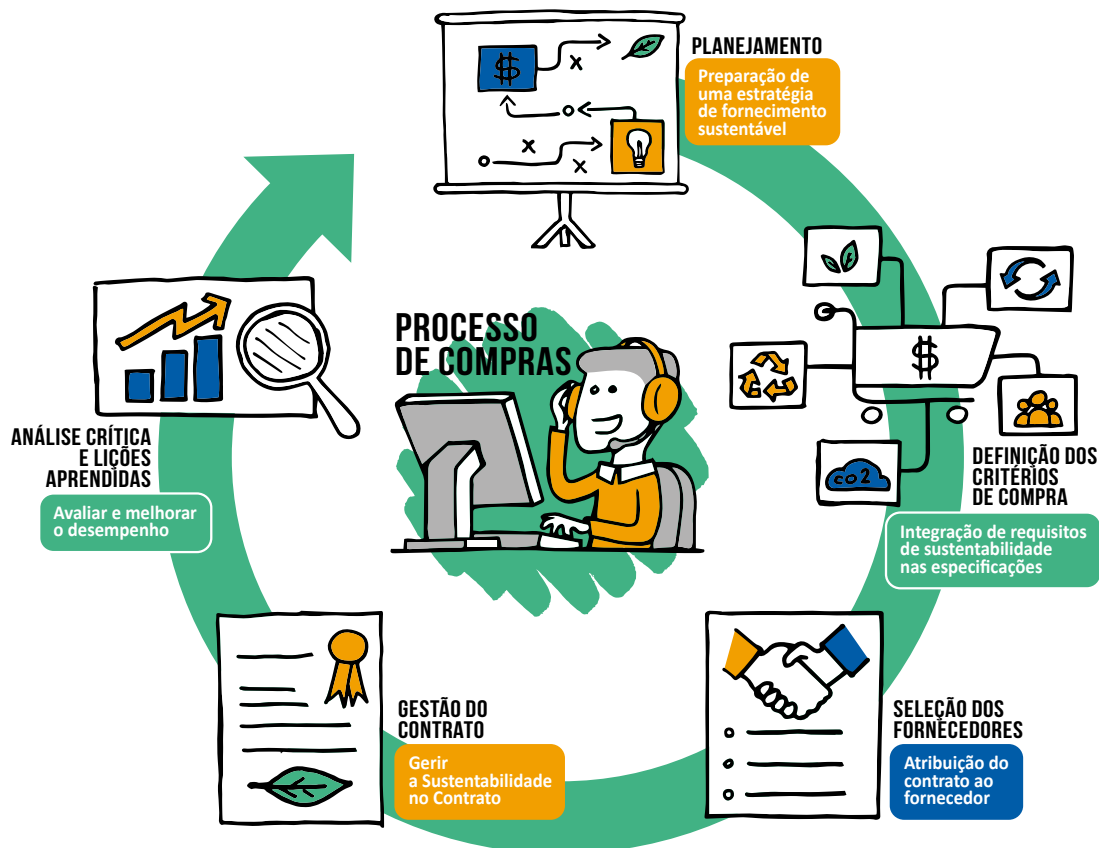 PLANEJAMENTO
Preparação de
uma estratégia
de fornecimento
sustentável
$
PROCESSO
DE COMPRAS
$
CO2
DEFINIÇÃO DOS
CRITÉRIOS
DE COMPRA
Integração de requisitos
de sustentabilidade
nas especificações
SELEÇÃO DOS
FORNECEDORES
Atribuição do
contrato ao
fornecedor
GESTÃO DO
CONTRATO
Gerir
a Sustentabilidade
no Contrato
ANÁLISE CRÍTICA
E LIÇÕES
APRENDIDAS
Avaliar e melhorar
o desempenho